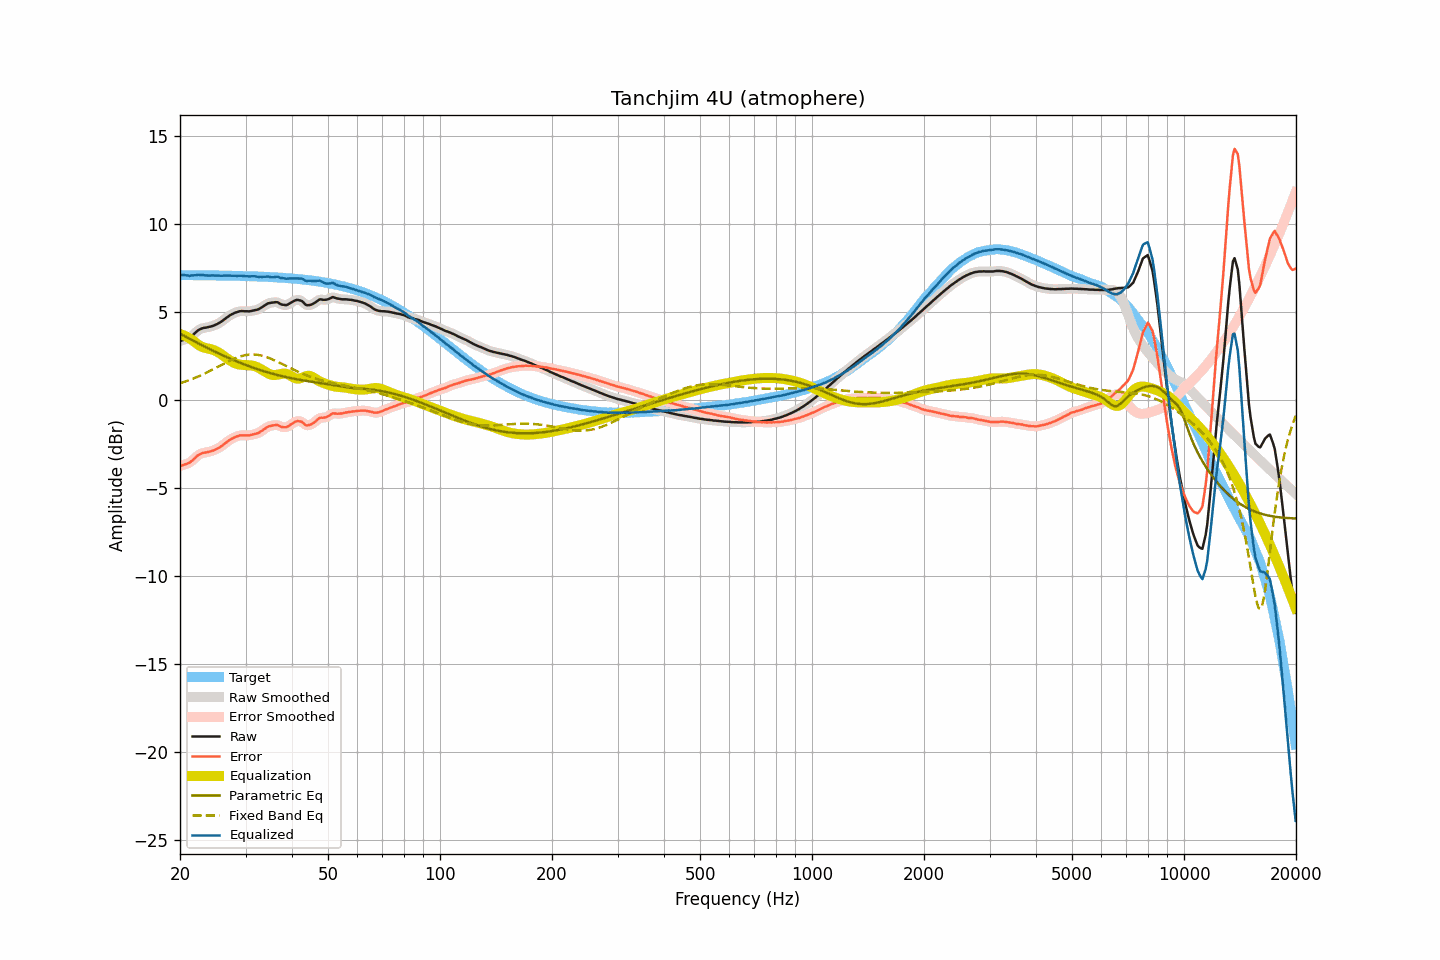 Tanchjim 4U (atmophere)
15
10
5
0
−5
−10
−15
−20
−25
Amplitude (dBr)
Target
Raw Smoothed
Error Smoothed
Raw
Error
Equalization
Parametric Eq
Fixed Band Eq
Equalized
20 50 100 200 500 1000 2000 5000 10000 20000
Frequency (Hz)